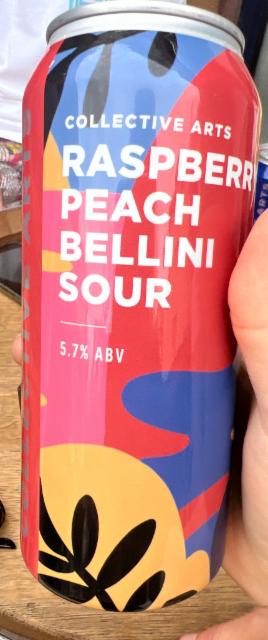 COLLECTIVE ARTS
RASPBERR
PEACH
BELLINI
SOUR
5.7% ABV